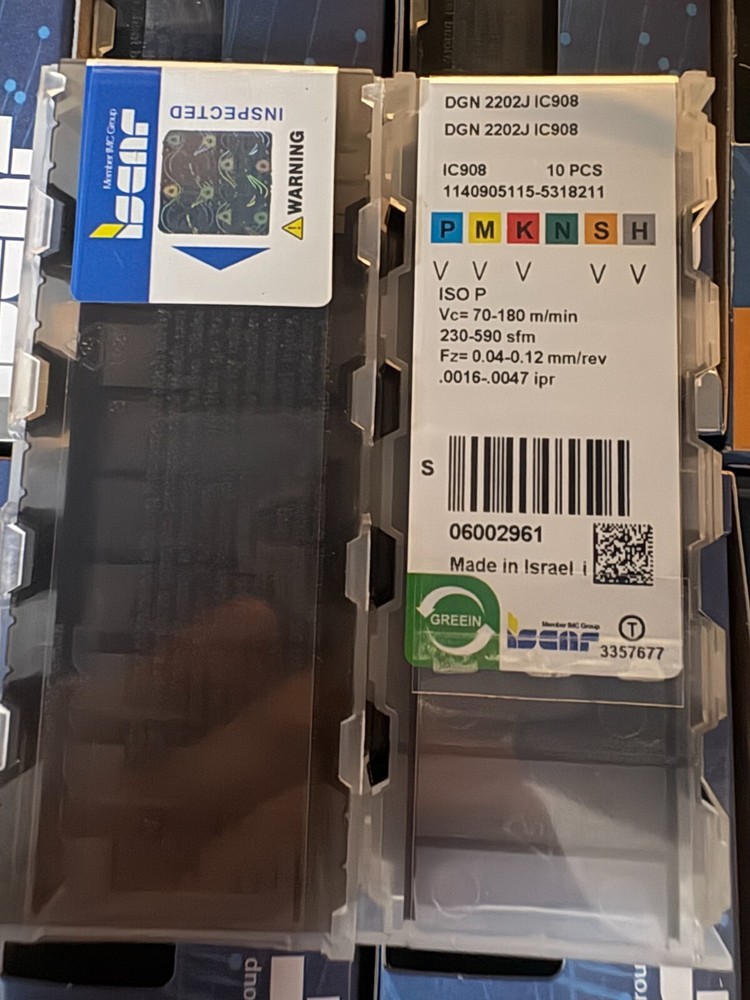 Member IMC Group
iscar
INSPECTED
WARNING
DGN 2202J IC908
DGN 2202J IC908
IC908 10 PCS
1140905115-5318211
P M K N S H
V V V V V
ISO P
Vc= 70-180 m/min
230-590 sfm
Fz= 0.04-0.12 mm/rev
.0016-.0047 ipr
S
06002961
Made in Israel i
GREEIN
Member IMC Group
iscar
T
3357677